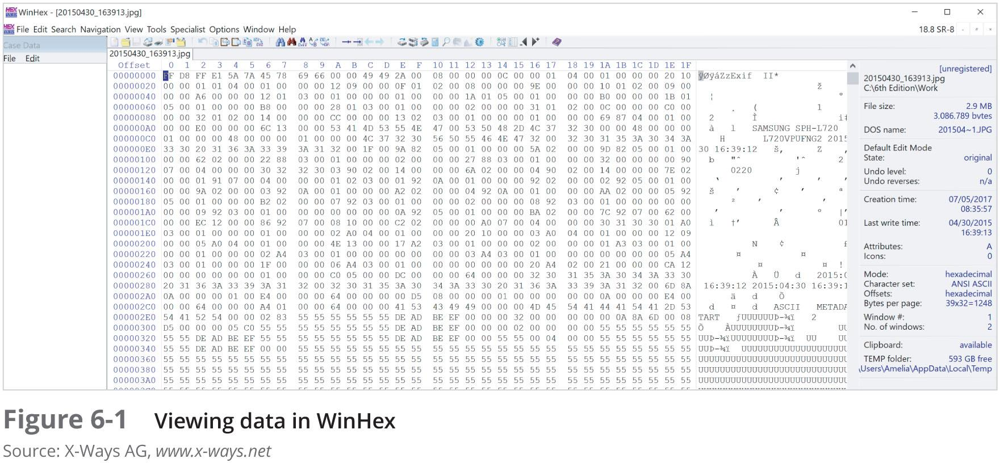 WinHex - [20150430_163913.jpg]
File Edit Search Navigation View Tools Specialist Options Window Help
18.8 SR-8
Case Data
File Edit
20150430_163913.jpg
Offset 0 1 2 3 4 5 6 7 8 9 A B C D E F 10 11 12 13 14 15 16 17 18 19 1A 1B 1C 1D 1E 1F
00000000 FF D8 FF E1 5A 7A 45 78 69 66 00 00 49 49 2A 00 08 00 00 00 0C 00 00 01 04 00 01 00 00 00 20 10 ÿØÿáZzExif II*
00000020 00 00 01 01 04 00 01 00 00 00 12 09 00 00 0F 01 02 00 08 00 00 00 9E 00 00 00 10 01 02 00 09 00 ž
00000040 00 00 A6 00 00 00 12 01 03 00 01 00 00 00 01 00 00 00 1A 01 05 00 01 00 00 00 B0 00 00 00 1B 01 ¦ °
00000060 05 00 01 00 00 00 B8 00 00 00 28 01 03 00 01 00 00 00 02 00 00 00 31 01 02 00 0C 00 00 00 C0 00 ¸ ( 1
00000080 00 00 32 01 02 00 14 00 00 00 CC 00 00 00 13 02 03 00 01 00 00 00 01 00 00 00 69 87 04 00 01 00 2 Ì i‡
000000A0 00 00 E0 00 00 00 6C 13 00 00 53 41 4D 53 55 4E 47 00 53 50 48 2D 4C 37 32 30 00 00 48 00 00 00 à l SAMSUNG SPH-L720
000000C0 01 00 00 00 48 00 00 00 01 00 00 00 4C 37 32 30 56 50 55 46 4E 47 32 00 32 30 31 35 3A 30 34 3A H L720VPUFNG2 2015
000000E0 33 30 20 31 36 3A 33 39 3A 31 32 00 1F 00 9A 82 05 00 01 00 00 00 5A 02 00 00 9D 82 05 00 01 00 30 16:39:12 š‚ Z
00000100 00 00 62 02 00 00 22 88 03 00 01 00 00 00 02 00 00 00 27 88 03 00 01 00 00 00 32 00 00 00 00 90 b "ˆ 'ˆ 2
00000120 07 00 04 00 00 00 30 32 32 30 03 90 02 00 14 00 00 00 6A 02 00 00 04 90 02 00 14 00 00 00 7E 02 0220 j
00000140 00 00 01 91 07 00 04 00 00 00 01 02 03 00 01 92 0A 00 01 00 00 00 92 02 00 00 02 92 05 00 01 00 ‘ ’ ’ ’
00000160 00 00 9A 02 00 00 03 92 0A 00 01 00 00 00 A2 02 00 00 04 92 0A 00 01 00 00 00 AA 02 00 00 05 92 š ’ ¢ ’ ª
00000180 05 00 01 00 00 00 B2 02 00 00 07 92 03 00 01 00 00 00 02 00 00 00 08 92 03 00 01 00 00 00 00 00 ² ’ ’
000001A0 00 00 09 92 03 00 01 00 00 00 00 00 00 00 0A 92 05 00 01 00 00 00 BA 02 00 00 7C 92 07 00 62 00 ’ ’ º |’
000001C0 00 00 EC 12 00 00 86 92 07 00 08 10 00 00 C2 02 00 00 00 A0 07 00 04 00 00 00 30 31 30 30 01 A0 ì †’ Â 01
000001E0 03 00 01 00 00 00 01 00 00 00 02 A0 04 00 01 00 00 00 20 10 00 00 03 A0 04 00 01 00 00 00 12 09
00000200 00 00 05 A0 04 00 01 00 00 00 4E 13 00 00 17 A2 03 00 01 00 00 00 02 00 00 00 01 A3 03 00 01 00 N ¢
00000220 00 00 01 00 00 00 02 A4 03 00 01 00 00 00 00 00 00 00 03 A4 03 00 01 00 00 00 00 00 00 00 05 A4 ¤ ¤
00000240 03 00 01 00 00 00 1F 00 00 00 06 A4 03 00 01 00 00 00 00 00 00 00 20 A4 02 00 21 00 00 00 CA 12 ¤ ¤ !
00000260 00 00 00 00 00 00 01 00 00 00 C0 05 00 00 DC 00 00 00 64 00 00 00 32 30 31 35 3A 30 34 3A 33 30 À Ü d 2015:0
00000280 20 31 36 3A 33 39 3A 31 32 00 32 30 31 35 3A 30 34 3A 33 30 20 31 36 3A 33 39 3A 31 32 00 6D 8A 16:39:12 2015:04:30 16:39:1
000002A0 0A 00 00 00 01 00 E4 00 00 00 64 00 00 00 00 D5 08 00 00 00 01 00 00 00 00 00 0A 00 00 00 E4 00 ä d Õ
000002C0 00 00 64 00 00 00 A4 01 00 00 64 00 00 00 41 53 43 49 49 00 00 00 4D 45 54 41 44 41 54 41 2D 53 d ¤ d ASCII METADA
000002E0 54 41 52 54 00 00 02 83 55 55 55 55 55 55 DE AD BE EF 00 00 00 32 00 00 00 00 0A 8A 6D 00 00 08 TART ƒUUUUUUÞ-¾ï 2
00000300 D5 00 00 00 00 05 C0 55 55 55 55 55 55 55 DE AD BE EF 00 00 00 02 00 00 00 00 55 55 55 55 55 55 Õ ÀUUUUUUUÞ-¾ï UU
00000320 55 55 DE AD BE EF 55 55 55 55 55 55 55 55 DE AD BE EF 00 00 00 55 55 00 04 00 00 00 55 55 55 55 UUÞ-¾ïUUUUUUUUÞ-¾ï UU UU
00000340 55 55 DE AD BE EF 00 00 55 55 55 55 55 55 55 55 55 55 55 55 55 55 55 55 55 55 55 55 55 55 55 55 UUÞ-¾ï UUUUUUUUUUUUUUUUUUU
00000360 55 55 55 55 55 55 55 55 55 55 55 55 55 55 55 55 55 55 55 55 55 55 55 55 55 55 55 55 55 55 55 55 UUUUUUUUUUUUUUUUUUUUUUUUUUU
00000380 55 55 55 55 55 55 55 55 55 55 55 55 55 55 55 55 55 55 55 55 55 55 55 55 55 55 55 55 55 55 55 55 UUUUUUUUUUUUUUUUUUUUUUUUUUU
000003A0 55 55 55 55 55 55 55 55 55 55 55 55 55 55 55 55 55 55 55 55 55 55 55 55 55 55 55 55 55 55 55 55 UUUUUUUUUUUUUUUUUUUUUUUUUUU
[unregistered]
20150430_163913.jpg
C:\6th Edition\Work
File size: 2.9 MB
3,086,789 bytes
DOS name: 201504~1.JPG
Default Edit Mode
State: original
Undo level: 0
Undo reverses: n/a
Creation time: 07/05/2017
08:35:57
Last write time: 04/30/2015
16:39:13
Attributes: A
Icons: 0
Mode: hexadecimal
Character set: ANSI ASCII
Offsets: hexadecimal
Bytes per page: 39x32=1248
Window #: 1
No. of windows: 2
Clipboard: available
TEMP folder: 593 GB free
\Users\Amelia\AppData\Local\Temp
Figure 6-1 Viewing data in WinHex
Source: X-Ways AG, www.x-ways.net